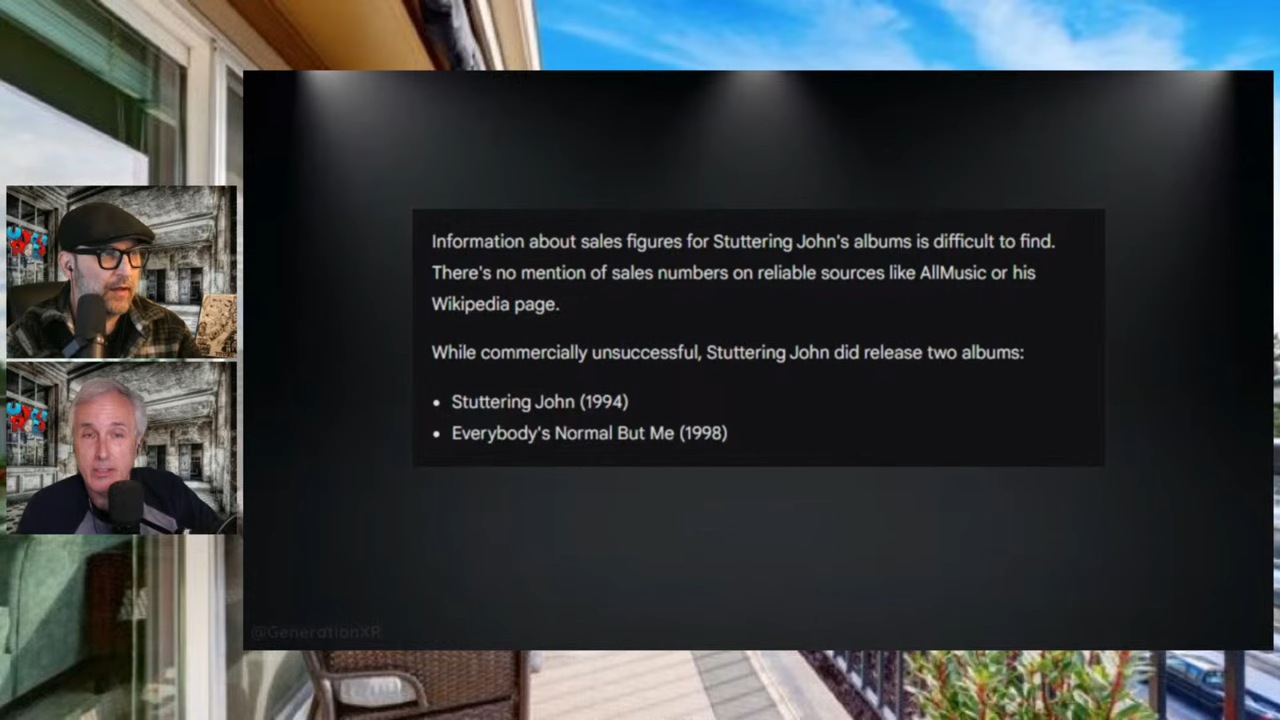 Information about sales figures for Stuttering John's albums is difficult to find.
There's no mention of sales numbers on reliable sources like AllMusic or his
Wikipedia page.
While commercially unsuccessful, Stuttering John did release two albums:
• Stuttering John (1994)
• Everybody's Normal But Me (1998)
@GenerationXP